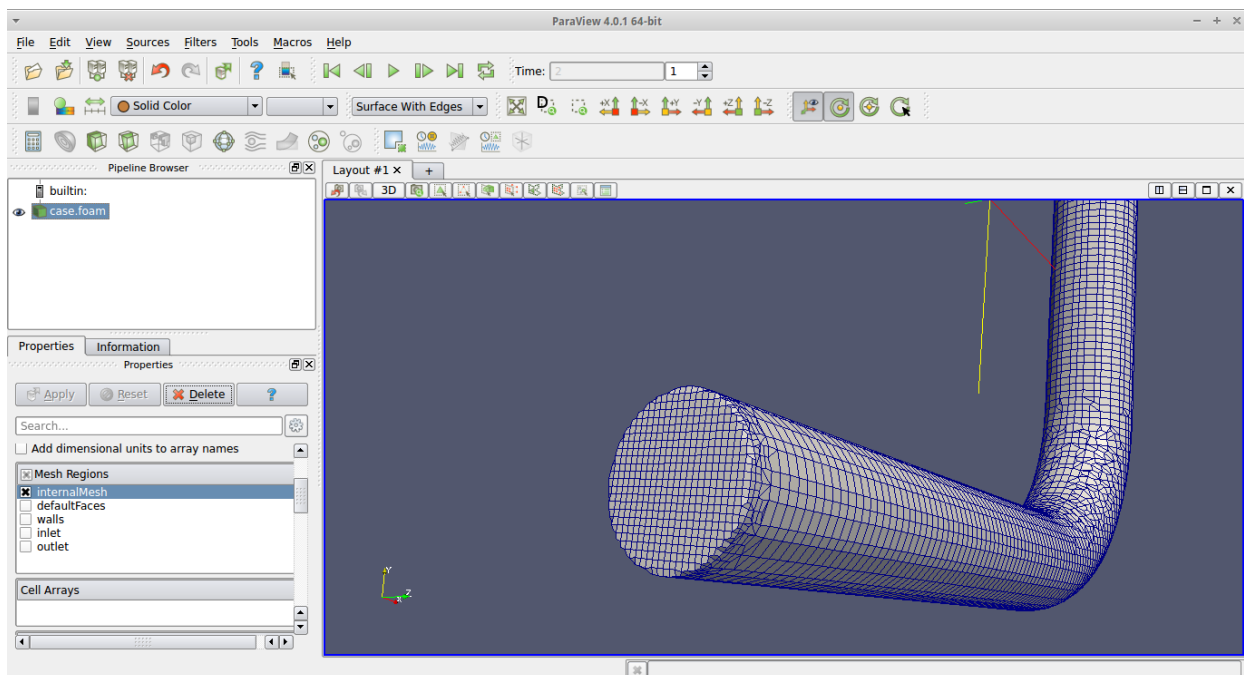 ParaView 4.0.1 64-bit
File Edit View Sources Filters Tools Macros Help
Time: 2 1
Solid Color Surface With Edges +X -X +Y -Y +Z -Z
Pipeline Browser
Layout #1 × +
builtin:
3D
case.foam
Properties Information
Properties
Apply Reset Delete ?
Search...
Add dimensional units to array names
Mesh Regions
internalMesh
defaultFaces
walls
inlet
outlet
Cell Arrays
Y
X Z